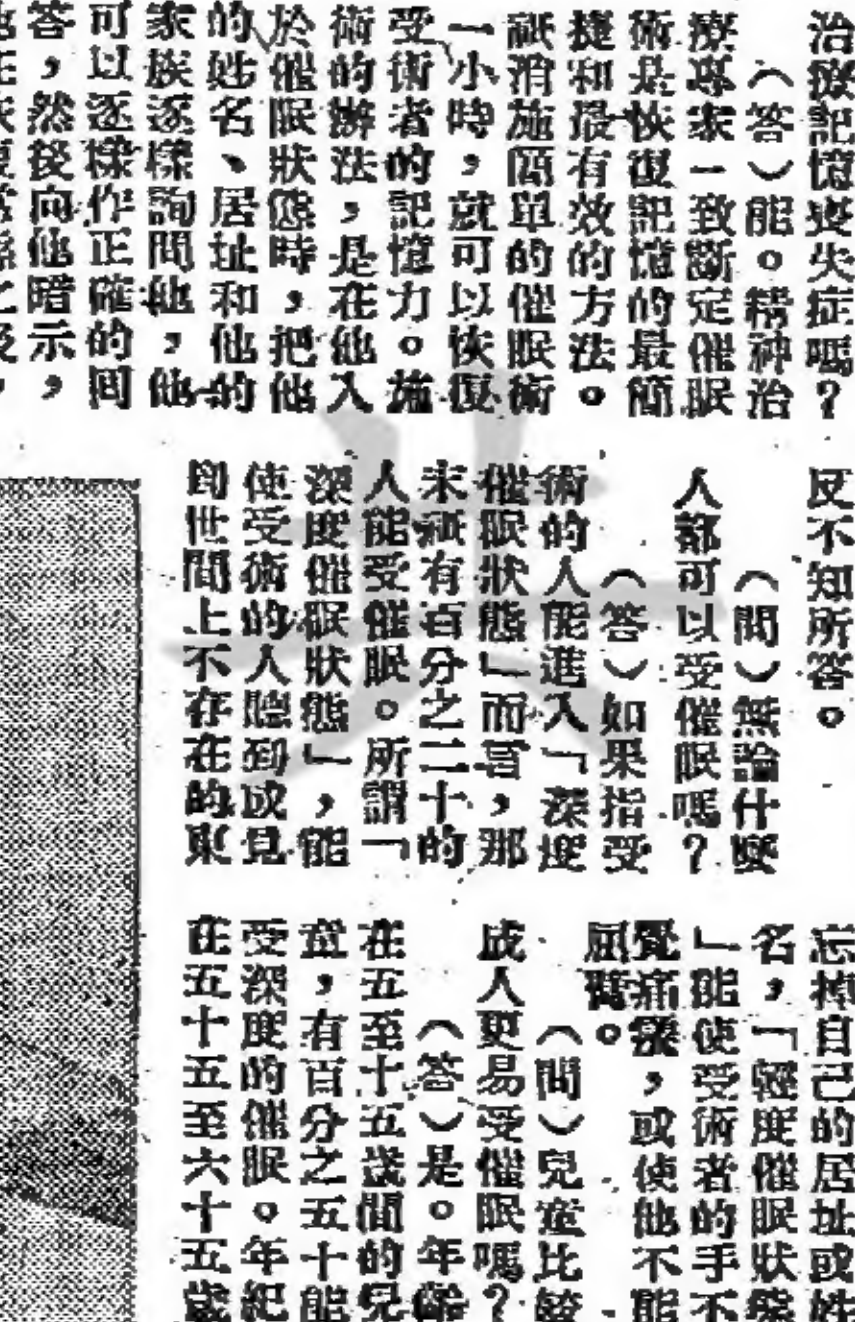 治療記憶喪失症嗎？
（答）能。精神治
療專家一致斷定催眠
術是恢復記憶的最簡
捷和最有效的方法。
祇消施簡單的催眠術
一小時，就可以恢復
受術者的記憶力。施
術的辦法，是在他入
於催眠狀態時，把他
的姓名、居址和他的
家族逐樣詢問他，他
可以逐樣作正確的回
答，然後向他暗示，
反不知所答。
（問）無論什麼
人都可以受催眠嗎？
（答）如果指受
術的人能進入「深度
催眠狀態」而言，那
末祇有百分之二十的
人能受催眠。所謂「
深度催眠狀態」，能
使受術的人聽到或見
到世間上不存在的東
忘掉自己的居址或姓
名，「輕度催眠狀態
」能使受術者的手不
覺痛癢，或使他不能
屈臂。
（問）兒童比較
成人更易受催眠嗎？
（答）是。年齡
在五至十五歲間的兒
童，有百分之五十能
受深度的催眠。年紀
在五十五至六十五歲